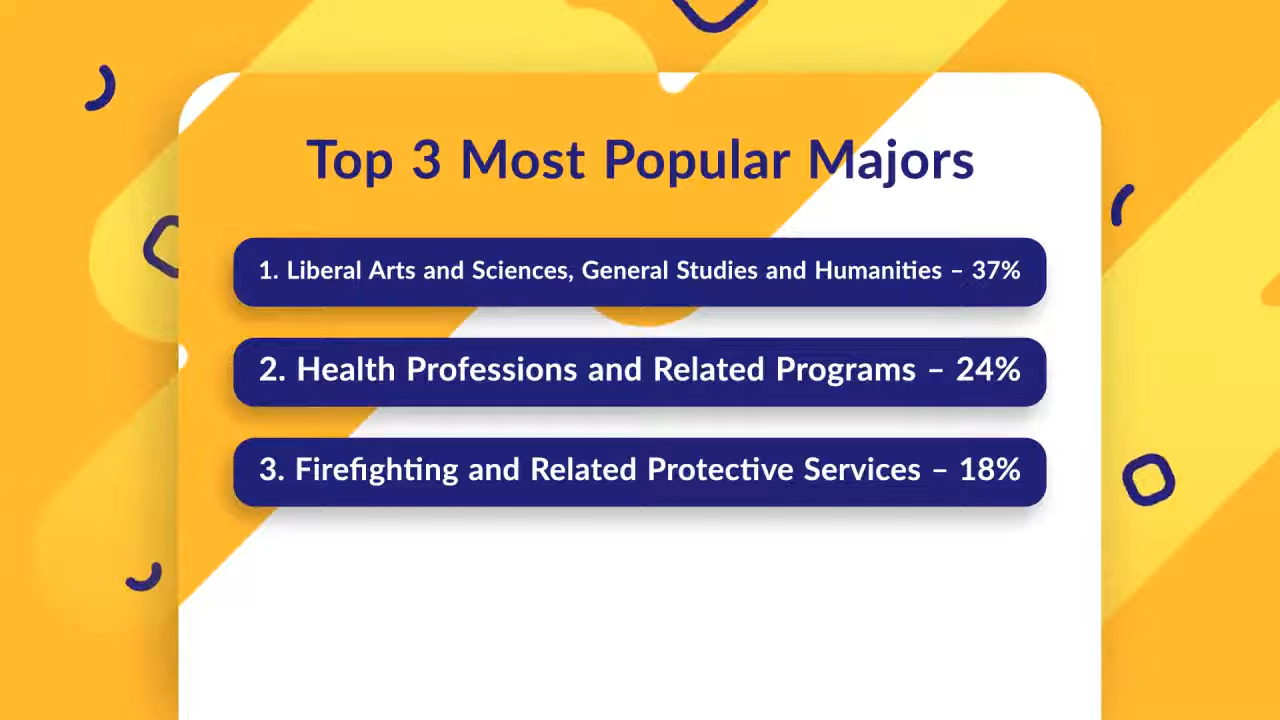 Top 3 Most Popular Majors
1. Liberal Arts and Sciences, General Studies and Humanities – 37%
2. Health Professions and Related Programs – 24%
3. Firefighting and Related Protective Services – 18%